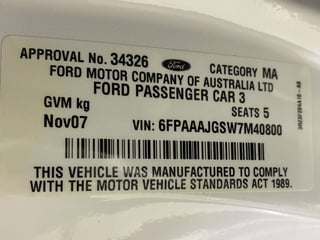 APPROVAL No. 34326 Ford CATEGORY MA
FORD MOTOR COMPANY OF AUSTRALIA LTD
FORD PASSENGER CAR 3
GVM kg SEATS 5
Nov07 VIN: 6FPAAAJGSW7M40800
THIS VEHICLE WAS MANUFACTURED TO COMPLY
WITH THE MOTOR VEHICLE STANDARDS ACT 1989.